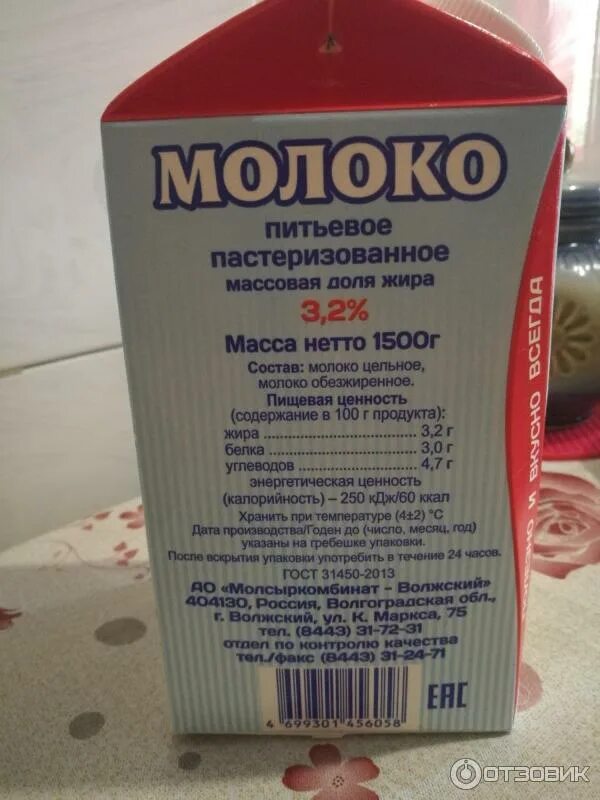 МОЛОКО
питьевое
пастеризованное
массовая доля жира
3,2%
Масса нетто 1500г
Состав: молоко цельное,
молоко обезжиренное.
Пищевая ценность
(содержание в 100 г продукта):
жира ........................ 3,2 г
белка ........................ 3,0 г
углеводов ........................ 4,7 г
энергетическая ценность
(калорийность) – 250 кДж/60 ккал
Хранить при температуре (4±2) °С
Дата производства/Годен до (число, месяц, год)
указаны на гребешке упаковки.
После вскрытия упаковки употребить в течение 24 часов.
ГОСТ 31450-2013
АО «Молсыркомбинат - Волжский»
404130, Россия, Волгоградская обл.,
г. Волжский, ул. К. Маркса, 75
тел. (8443) 31-72-31
отдел по контролю качества
тел./факс (8443) 31-24-71
4 699301 456058
ЕАС
И ВКУСНО ВСЕГДА
ОТЗОВИК